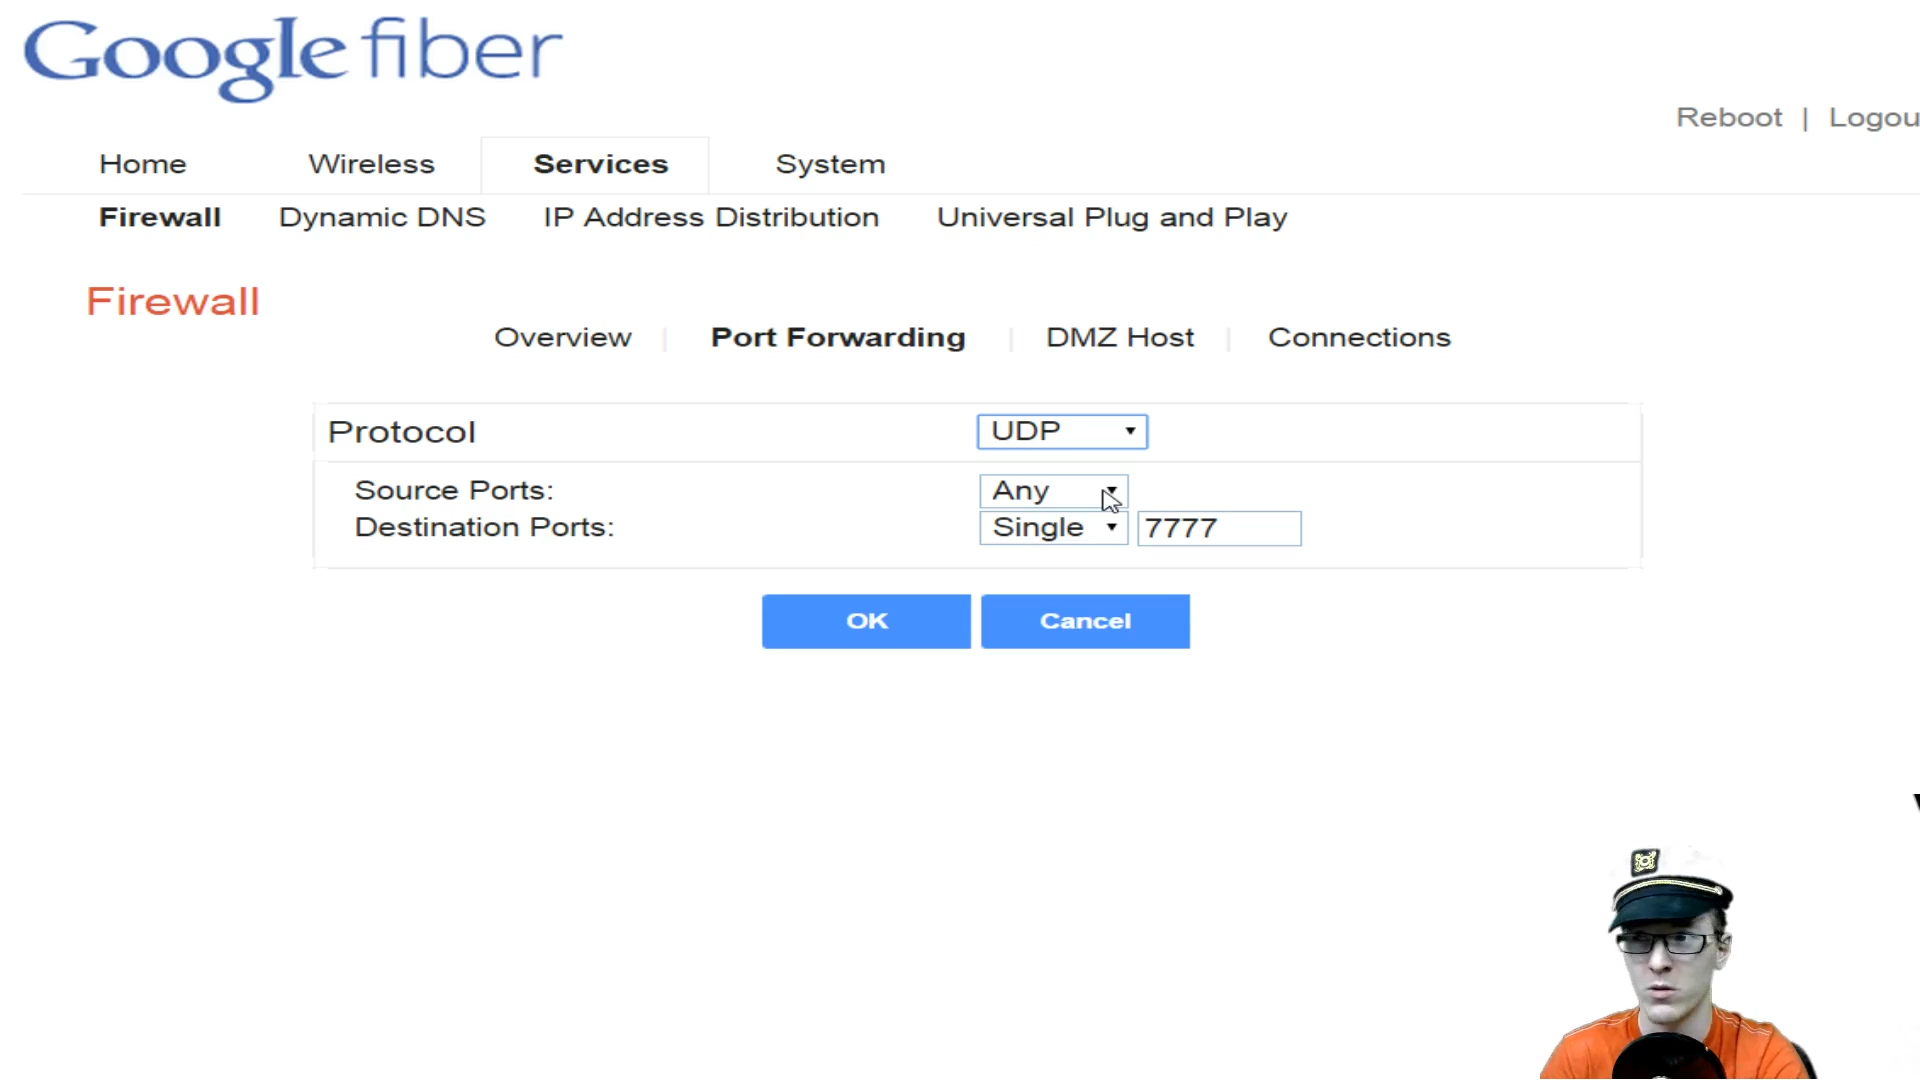 Google fiber
Reboot | Logou
Home Wireless Services System
Firewall Dynamic DNS IP Address Distribution Universal Plug and Play
Firewall
Overview | Port Forwarding | DMZ Host | Connections
Protocol UDP
Source Ports: Any
Destination Ports: Single 7777
OK Cancel